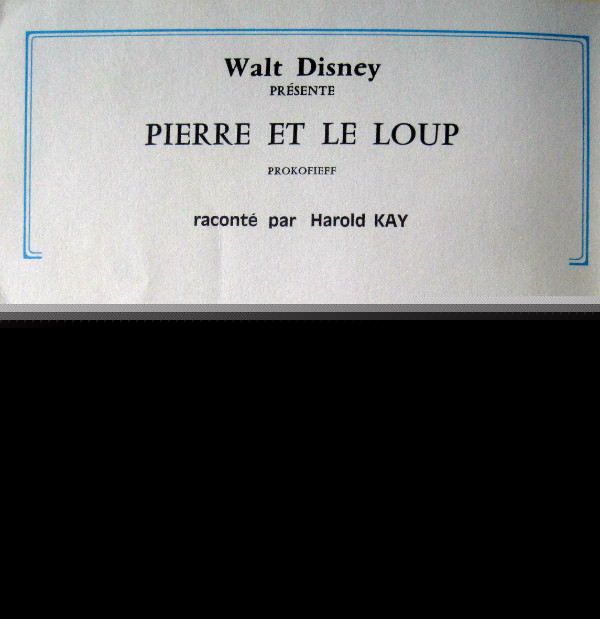 Walt Disney
PRÉSENTE
PIERRE ET LE LOUP
PROKOFIEFF
raconté par Harold KAY